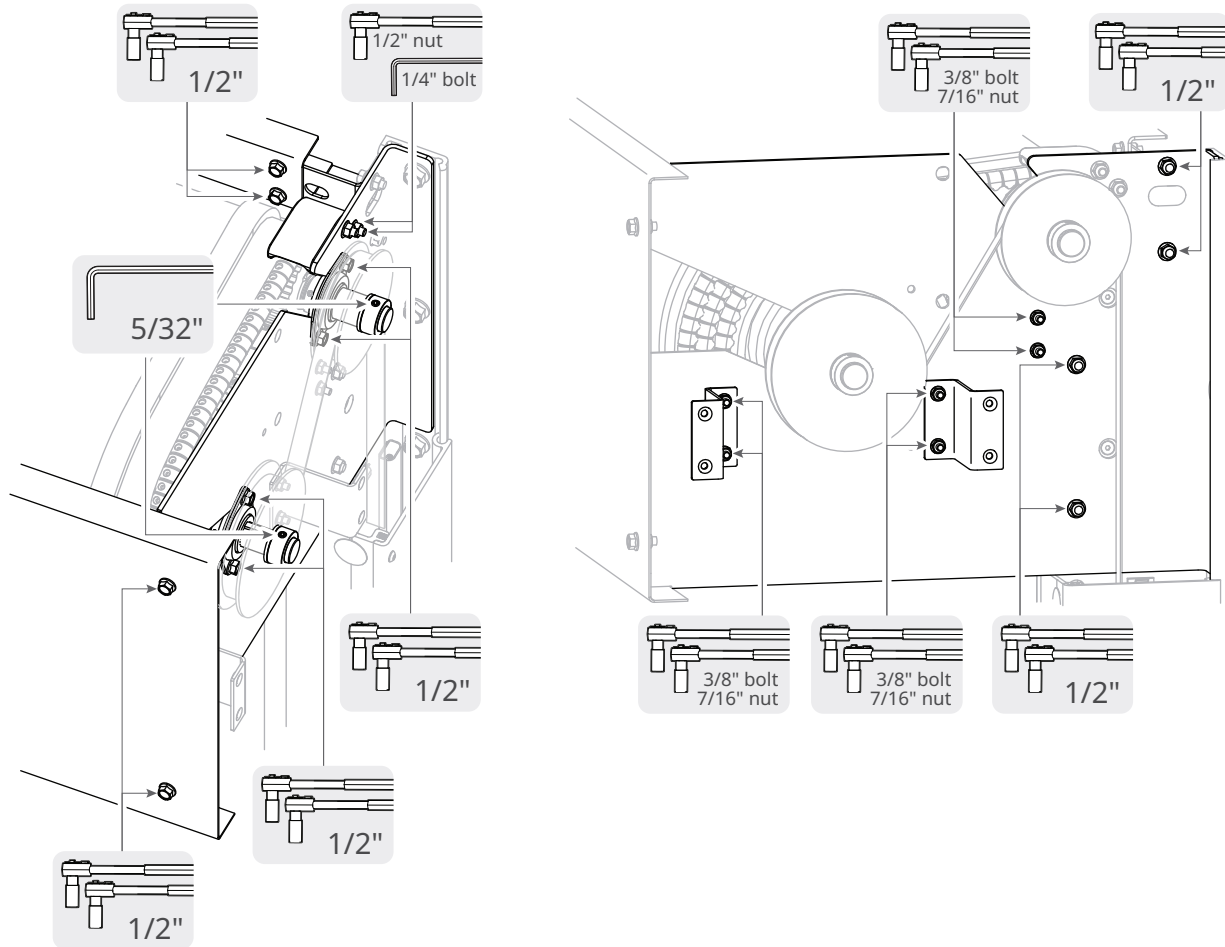 1/2"
1/2" nut
1/4" bolt
3/8" bolt
7/16" nut
1/2"
5/32"
1/2"
3/8" bolt
7/16" nut
3/8" bolt
7/16" nut
1/2"
1/2"
1/2"